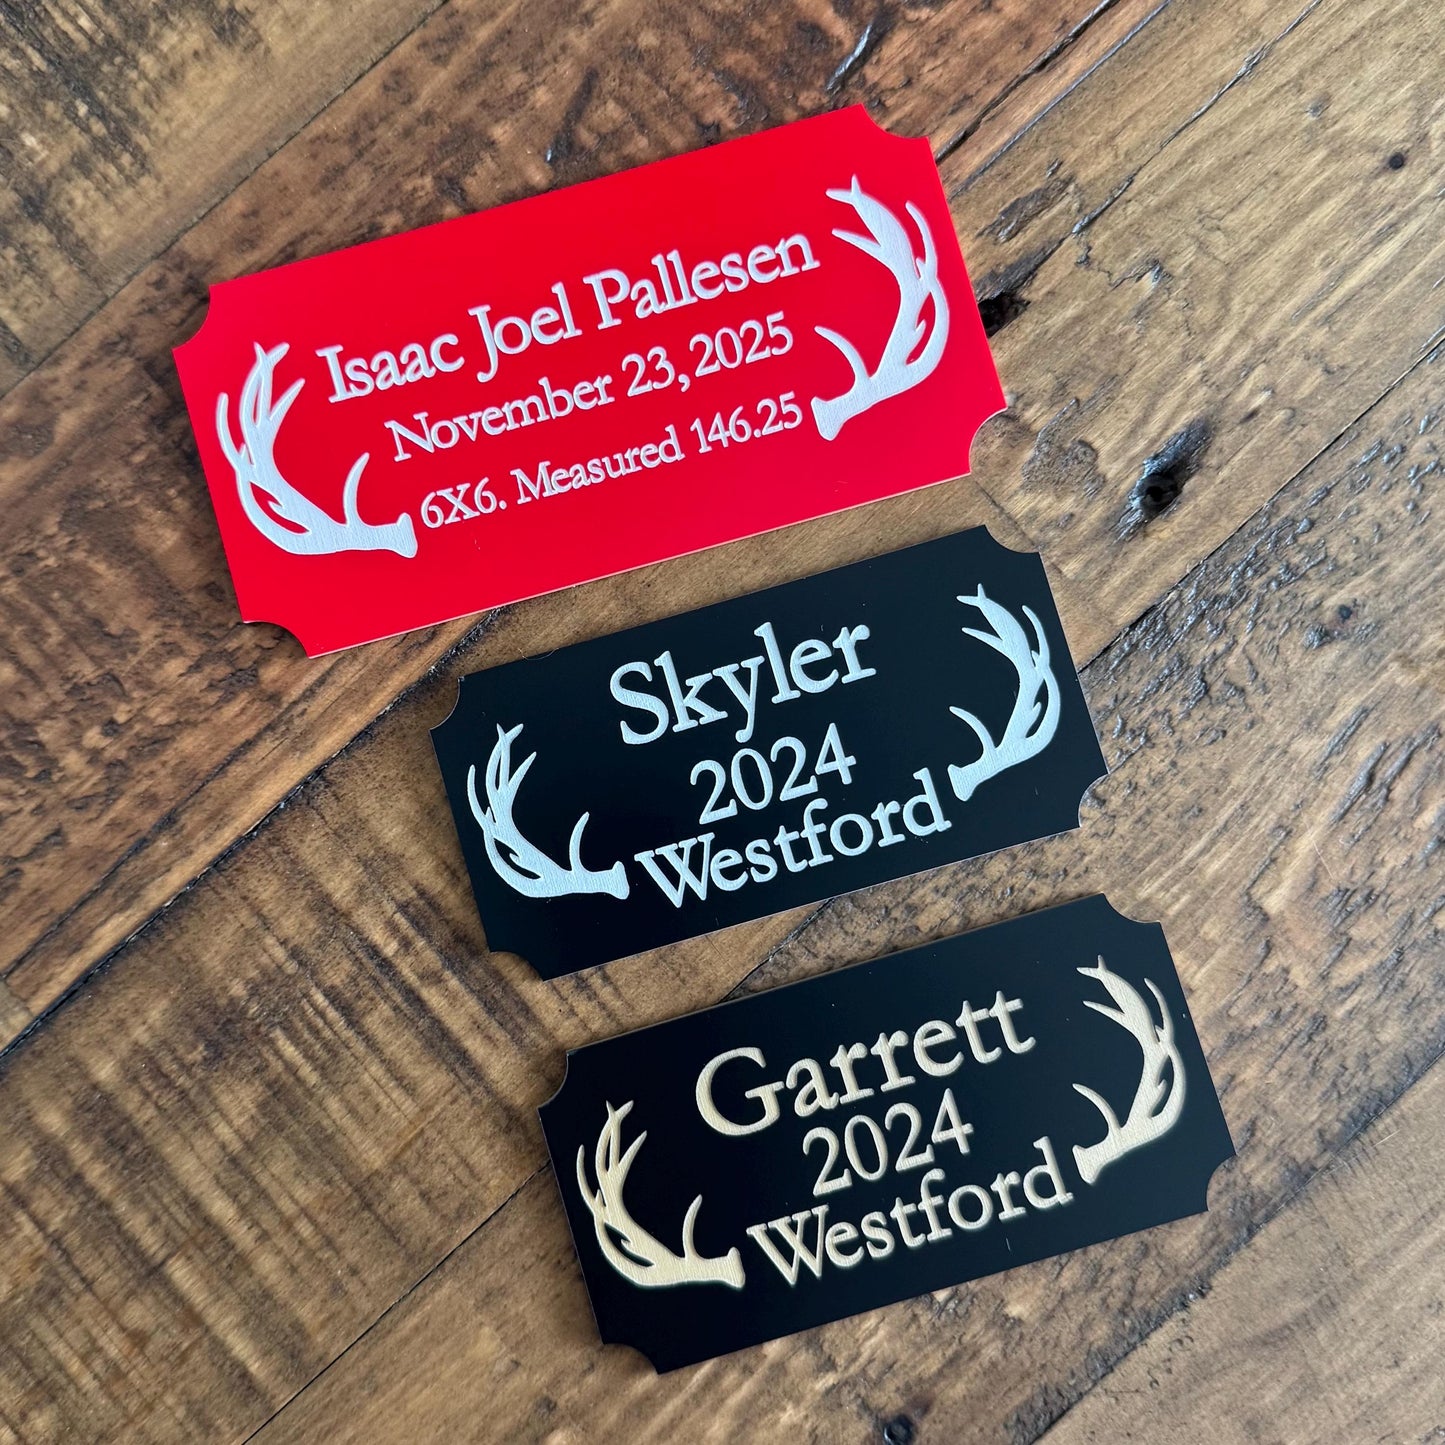 Isaac Joel Pallesen
November 23, 2025
6X6. Measured 146.25
Skyler
2024
Westford
Garrett
2024
Westford